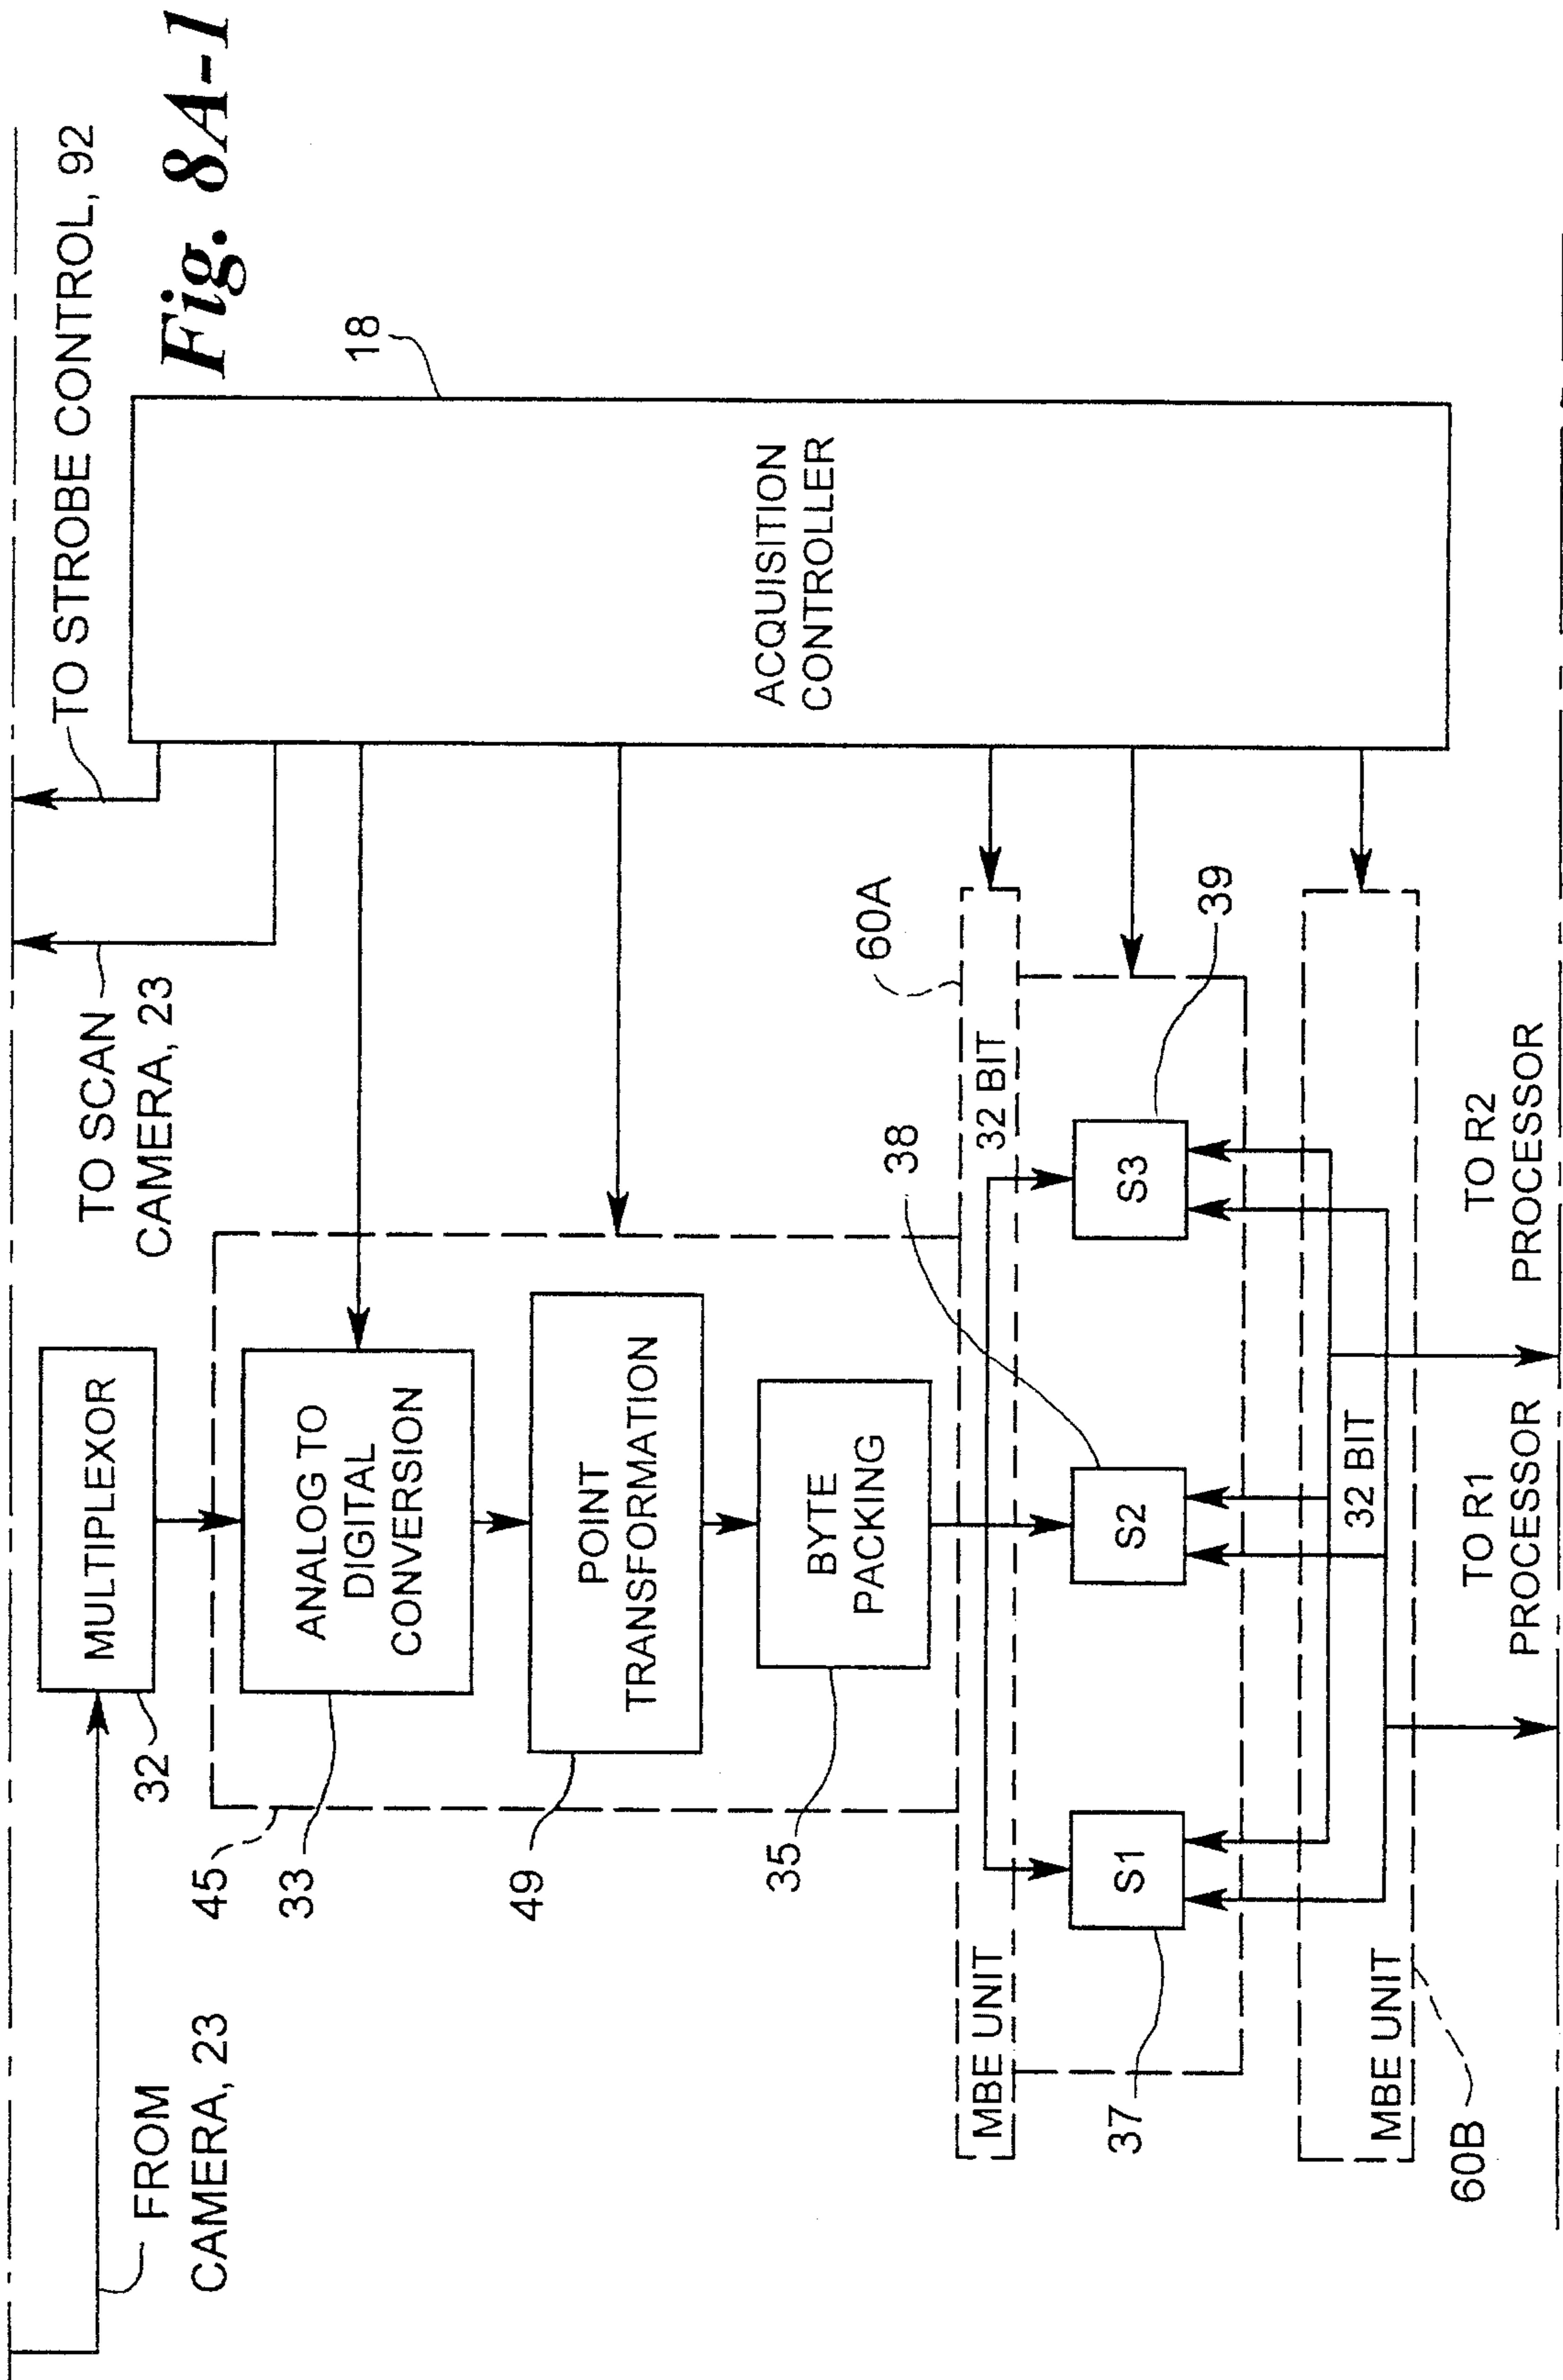 Fig. 8A-1
TO STROBE CONTROL, 92
TO SCAN
CAMERA, 23
FROM
CAMERA, 23
MULTIPLEXOR
32
18
ACQUISITION
CONTROLLER
45
33
ANALOG TO
DIGITAL
CONVERSION
49
POINT
TRANSFORMATION
35
BYTE
PACKING
60A
MBE UNIT
32 BIT
37
S1
38
S2
39
S3
MBE UNIT
32 BIT
60B
TO R1
PROCESSOR
TO R2
PROCESSOR